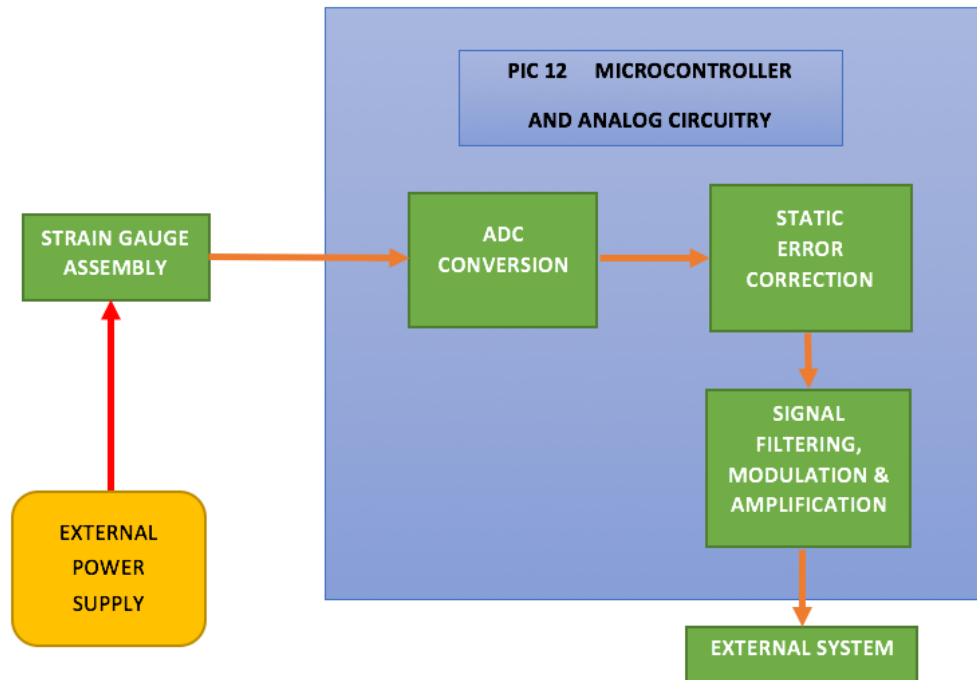 PIC 12 MICROCONTROLLER
AND ANALOG CIRCUITRY
STRAIN GAUGE
ASSEMBLY
ADC
CONVERSION
STATIC
ERROR
CORRECTION
SIGNAL
FILTERING,
MODULATION &
AMPLIFICATION
EXTERNAL
POWER
SUPPLY
EXTERNAL SYSTEM